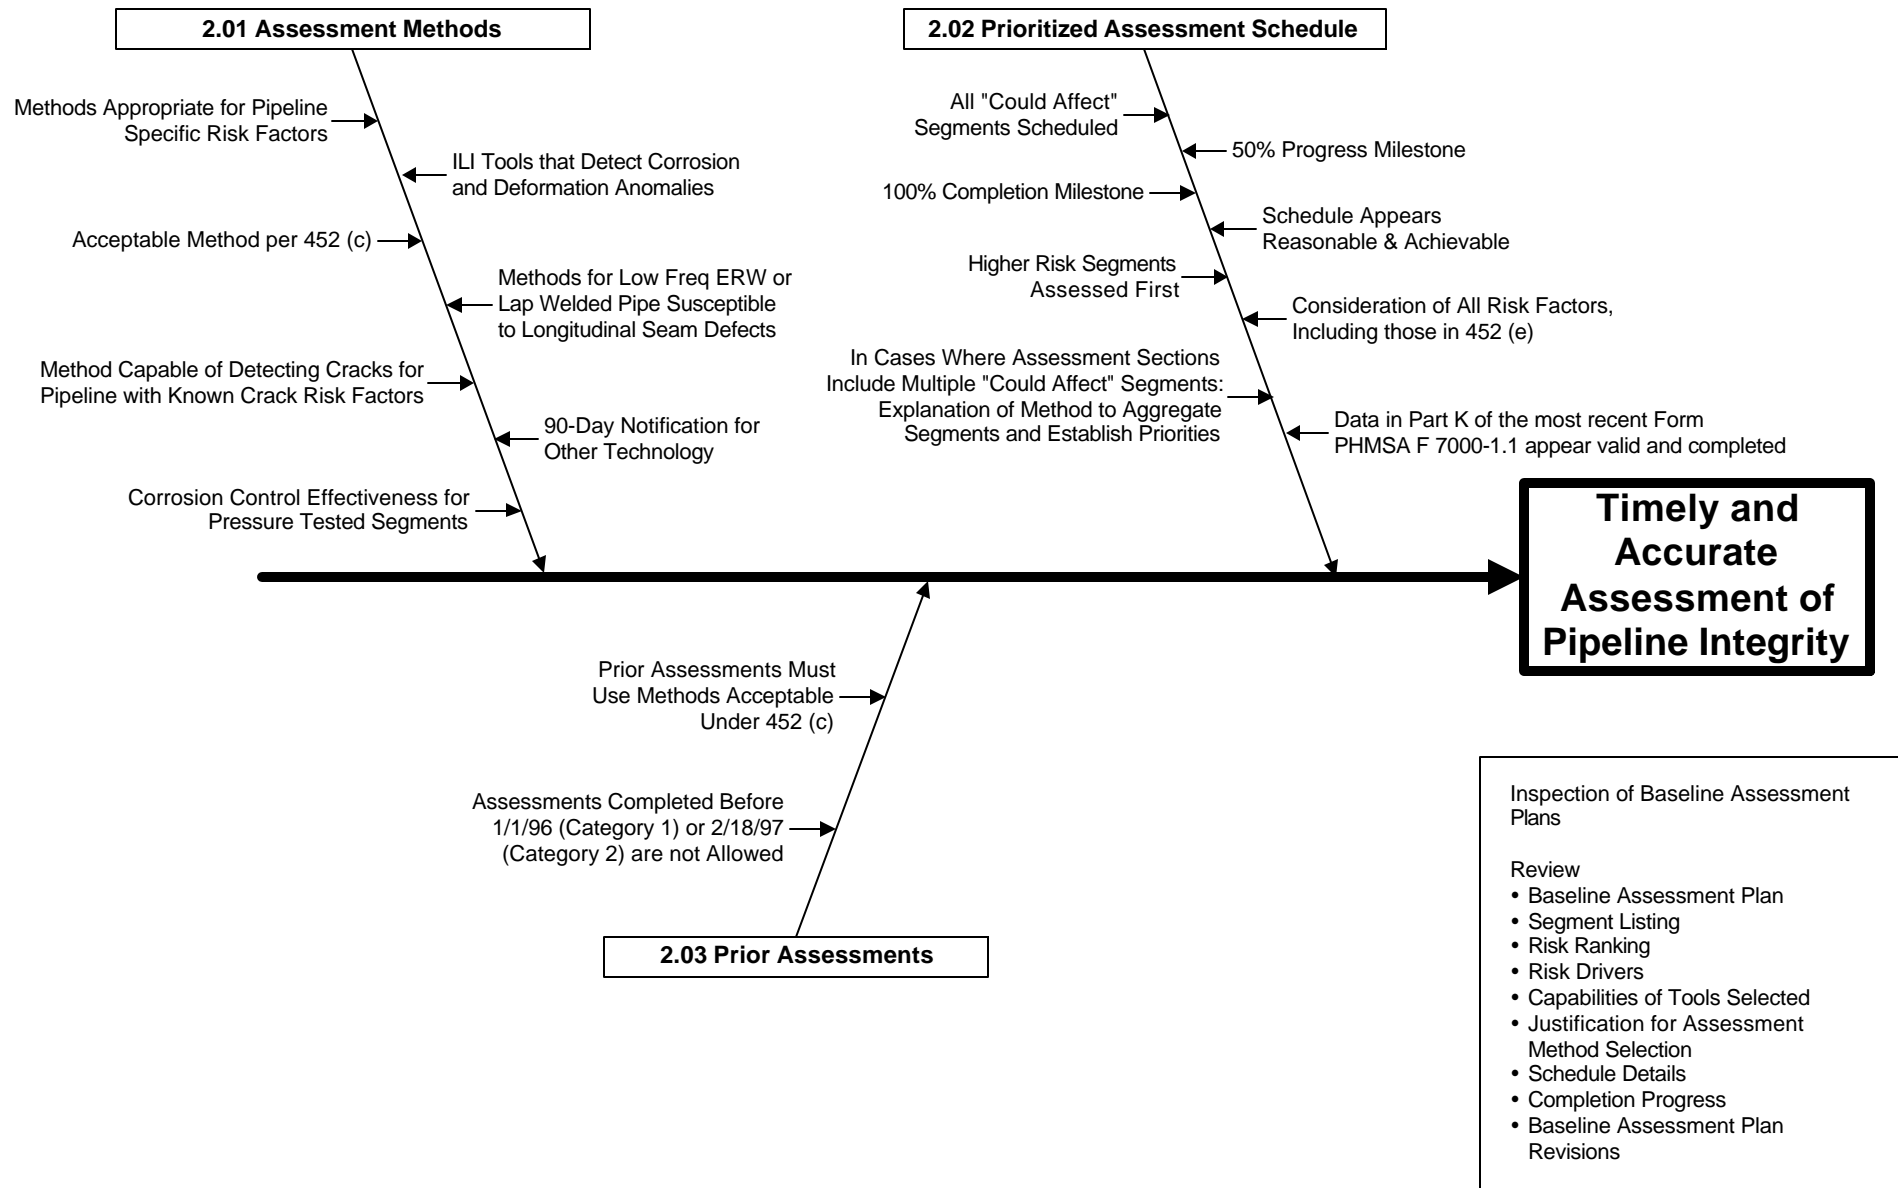 2.01 Assessment Methods
Methods Appropriate for Pipeline
Specific Risk Factors
ILI Tools that Detect Corrosion
and Deformation Anomalies
Acceptable Method per 452 (c)
Methods for Low Freq ERW or
Lap Welded Pipe Susceptible
to Longitudinal Seam Defects
Method Capable of Detecting Cracks for
Pipeline with Known Crack Risk Factors
90-Day Notification for
Other Technology
Corrosion Control Effectiveness for
Pressure Tested Segments
2.02 Prioritized Assessment Schedule
All "Could Affect"
Segments Scheduled
50% Progress Milestone
100% Completion Milestone
Schedule Appears
Reasonable & Achievable
Higher Risk Segments
Assessed First
Consideration of All Risk Factors,
Including those in 452 (e)
In Cases Where Assessment Sections
Include Multiple "Could Affect" Segments:
Explanation of Method to Aggregate
Segments and Establish Priorities
Data in Part K of the most recent Form
PHMSA F 7000-1.1 appear valid and completed
Timely and
Accurate
Assessment of
Pipeline Integrity
Prior Assessments Must
Use Methods Acceptable
Under 452 (c)
Assessments Completed Before
1/1/96 (Category 1) or 2/18/97
(Category 2) are not Allowed
2.03 Prior Assessments
Inspection of Baseline Assessment
Plans
Review
• Baseline Assessment Plan
• Segment Listing
• Risk Ranking
• Risk Drivers
• Capabilities of Tools Selected
• Justification for Assessment
Method Selection
• Schedule Details
• Completion Progress
• Baseline Assessment Plan
Revisions